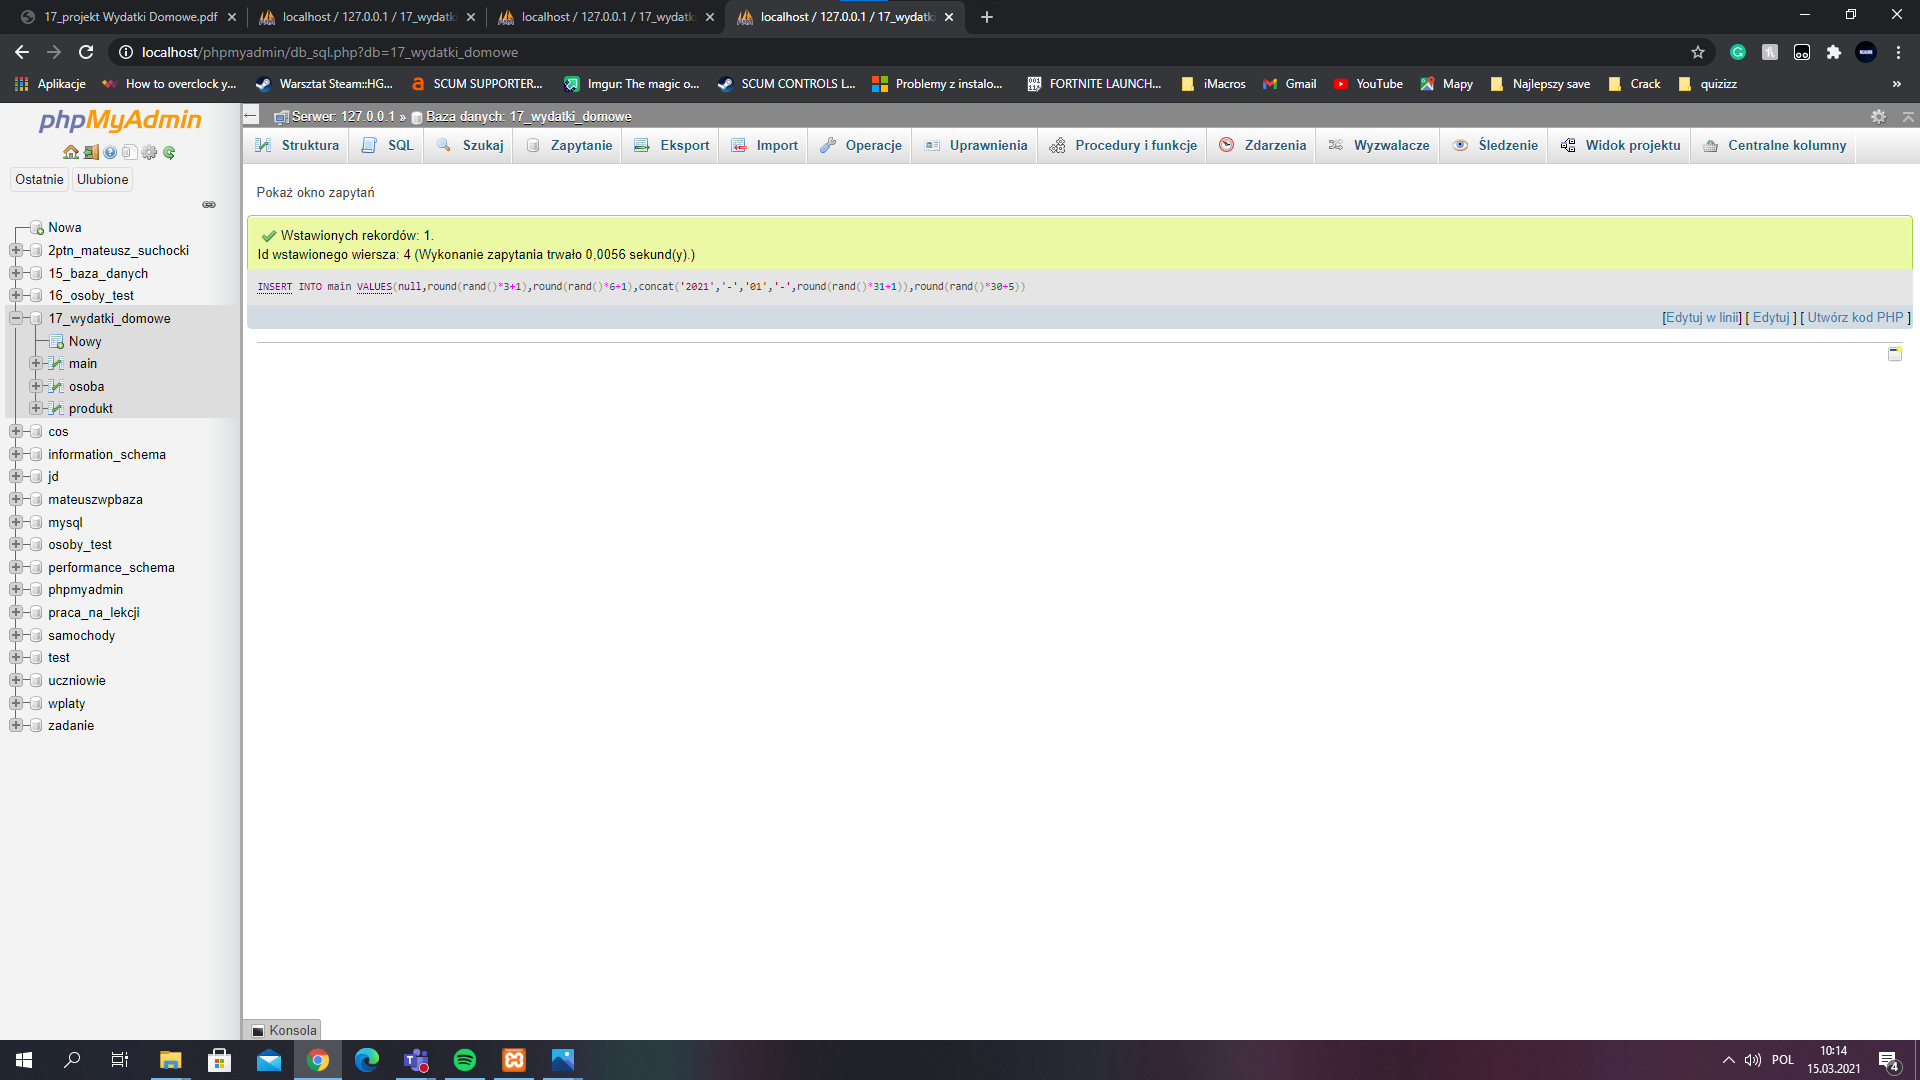 17_projekt Wydatki Domowe.pdf
localhost / 127.0.0.1 / 17_wydatki
localhost / 127.0.0.1 / 17_wydatki
localhost / 127.0.0.1 / 17_wydatki
localhost/phpmyadmin/db_sql.php?db=17_wydatki_domowe
Aplikacje
How to overclock y...
Warsztat Steam::HG...
SCUM SUPPORTER...
Imgur: The magic o...
SCUM CONTROLS L...
Problemy z instalo...
FORTNITE LAUNCH...
iMacros
Gmail
YouTube
Mapy
Najlepszy save
Crack
quizizz
»
phpMyAdmin
Ostatnie
Ulubione
Nowa
2ptn_mateusz_suchocki
15_baza_danych
16_osoby_test
17_wydatki_domowe
Nowy
main
osoba
produkt
cos
information_schema
jd
mateuszwpbaza
mysql
osoby_test
performance_schema
phpmyadmin
praca_na_lekcji
samochody
test
uczniowie
wplaty
zadanie
Serwer: 127.0.0.1 » Baza danych: 17_wydatki_domowe
Struktura
SQL
Szukaj
Zapytanie
Eksport
Import
Operacje
Uprawnienia
Procedury i funkcje
Zdarzenia
Wyzwalacze
Śledzenie
Widok projektu
Centralne kolumny
Pokaż okno zapytań
Wstawionych rekordów: 1.
Id wstawionego wiersza: 4 (Wykonanie zapytania trwało 0,0056 sekund(y).)
INSERT INTO main VALUES(null,round(rand()*3+1),round(rand()*6+1),concat('2021','-','01','-',round(rand()*31+1)),round(rand()*30+5))
[Edytuj w linii] [ Edytuj ] [ Utwórz kod PHP ]
Konsola
POL
10:14
15.03.2021
4